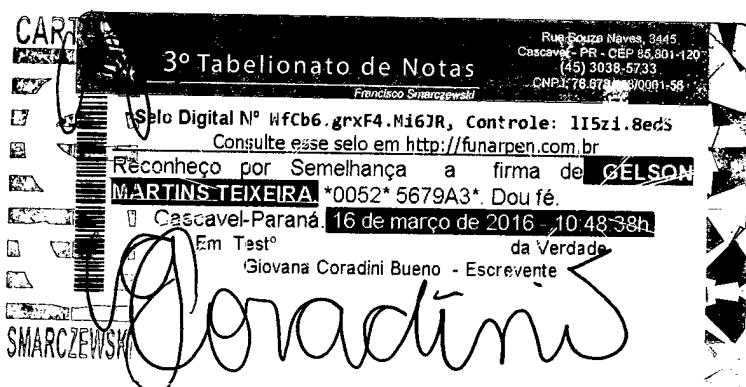 3º Tabelionato de Notas
Francisco Smarczewski
Rua Souza Naves, 3445
Cascavel - PR - CEP 85.801-120
(45) 3038-5733
Selo Digital Nº WfCb6.grxF4.Mi6JR, Controle: lI5zi.8edS
Consulte esse selo em http://funarpen.com.br
Reconheço por Semelhança a firma de GELSON
MARTINS TEIXEIRA. *0052* 5679A3*. Dou fé.
Cascavel-Paraná. 16 de março de 2016 - 10:48:38h
Em Testº da Verdade
Giovana Coradini Bueno - Escrevente
Coradini
SMARCZEWSKI